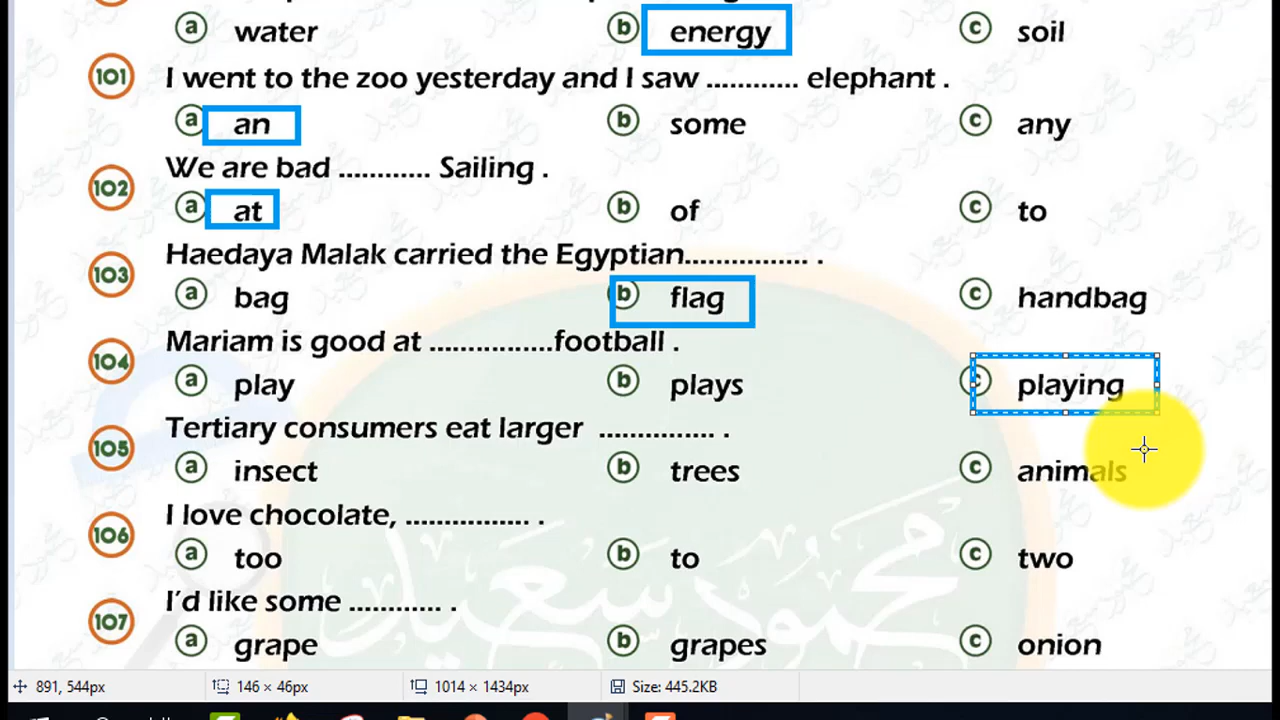 a water b energy c soil
101 I went to the zoo yesterday and I saw ............ elephant .
a an b some c any
102 We are bad ............ Sailing .
a at b of c to
103 Haedaya Malak carried the Egyptian................ .
a bag b flag c handbag
104 Mariam is good at ................football .
a play b plays c playing
105 Tertiary consumers eat larger ............... .
a insect b trees c animals
106 I love chocolate, ................ .
a too b to c two
107 I'd like some ............ .
a grape b grapes c onion
محمود سعيد
891, 544px 146 × 46px 1014 × 1434px Size: 445.2KB